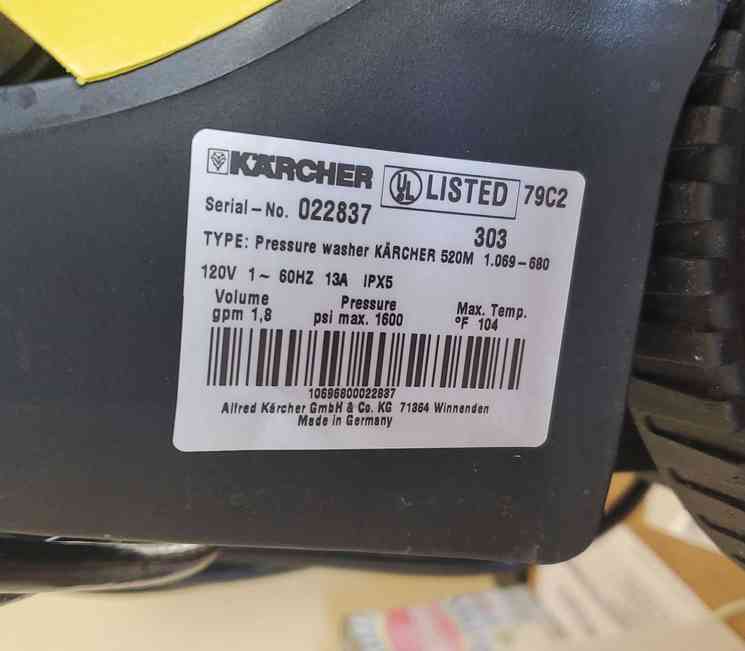 KÄRCHER UL LISTED 79C2
Serial-No. 022837 303
TYPE: Pressure washer KÄRCHER 520M 1.069-680
120V 1~ 60HZ 13A IPX5
Volume Pressure Max. Temp.
gpm 1,8 psi max. 1600 °F 104
10696800022837
Alfred Kärcher GmbH & Co. KG 71364 Winnenden
Made in Germany